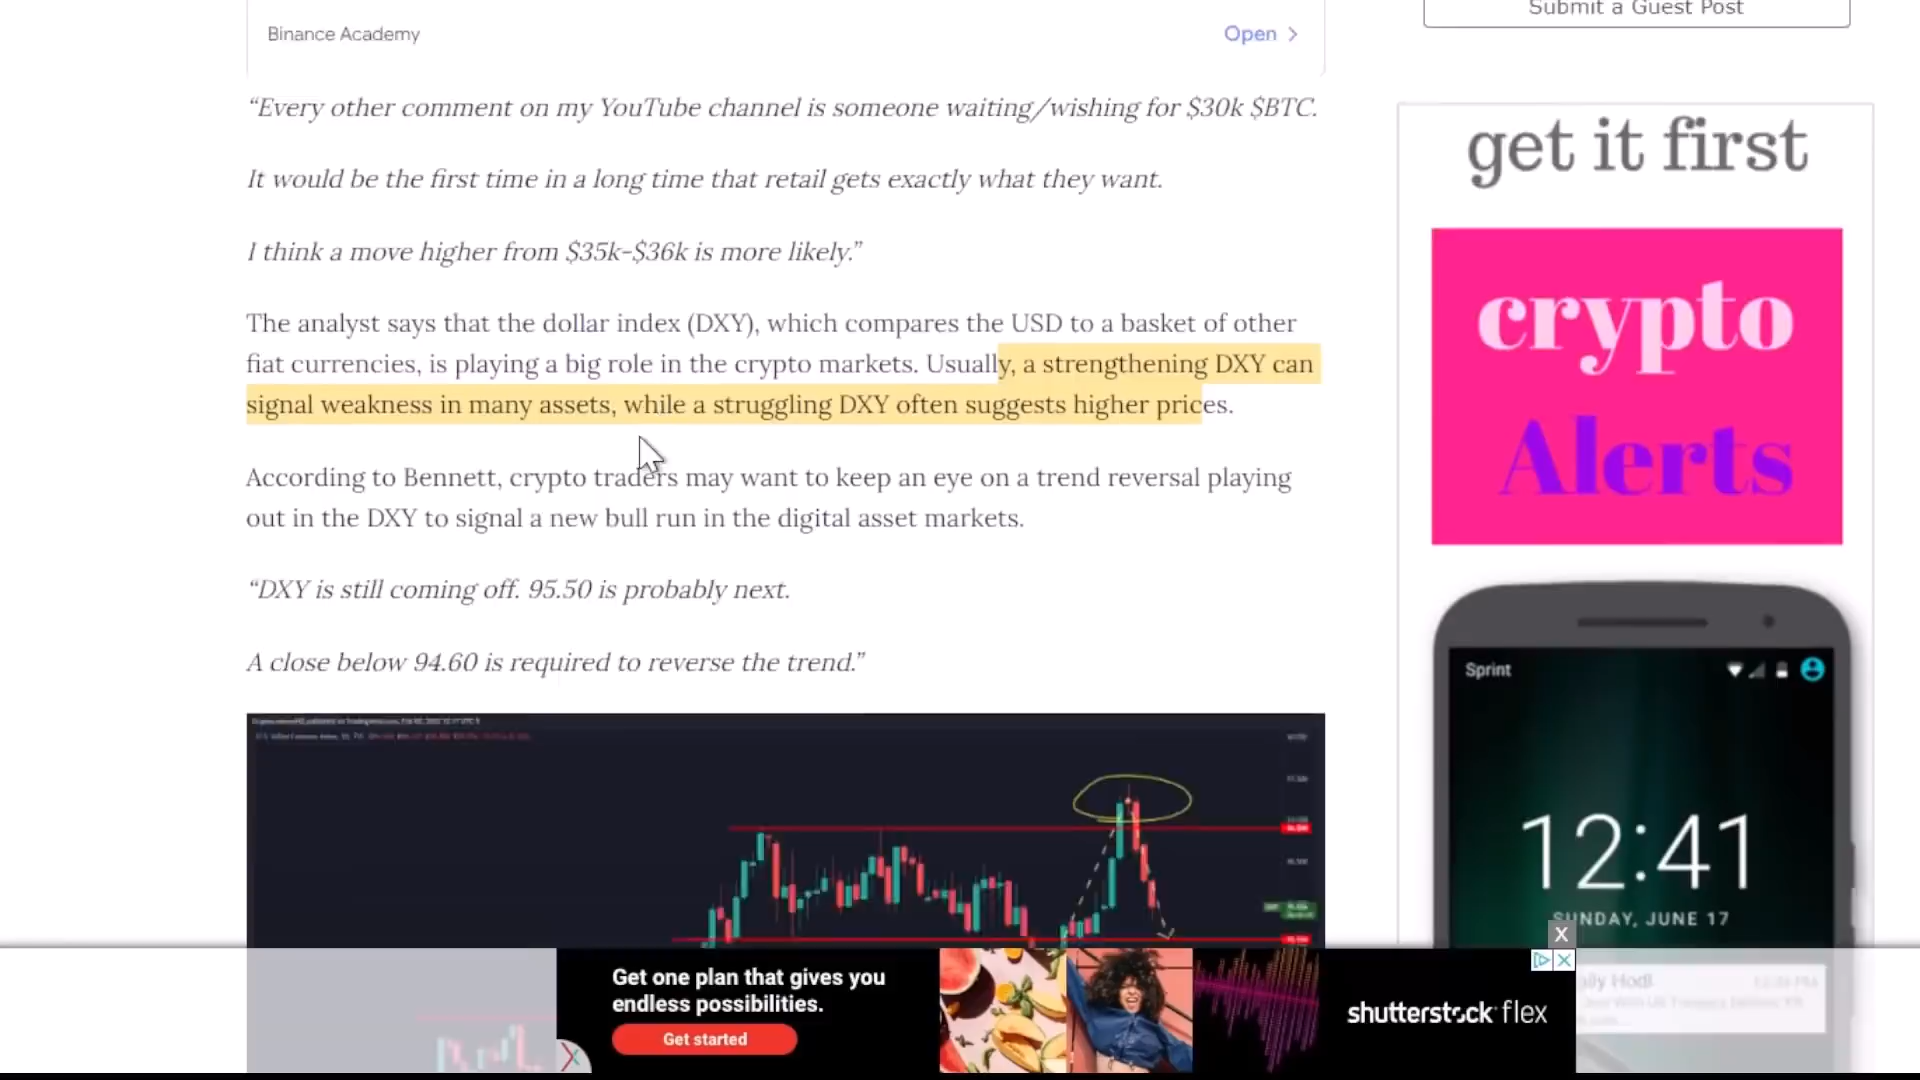 Submit a Guest Post
Binance Academy
Open
“Every other comment on my YouTube channel is someone waiting/wishing for $30k $BTC.
It would be the first time in a long time that retail gets exactly what they want.
I think a move higher from $35k-$36k is more likely.”
The analyst says that the dollar index (DXY), which compares the USD to a basket of other
fiat currencies, is playing a big role in the crypto markets. Usually, a strengthening DXY can
signal weakness in many assets, while a struggling DXY often suggests higher prices.
According to Bennett, crypto traders may want to keep an eye on a trend reversal playing
out in the DXY to signal a new bull run in the digital asset markets.
“DXY is still coming off. 95.50 is probably next.
A close below 94.60 is required to reverse the trend.”
get it first
crypto
Alerts
Sprint
12:41
SUNDAY, JUNE 17
Get one plan that gives you
endless possibilities.
Get started
shutterstock flex
X